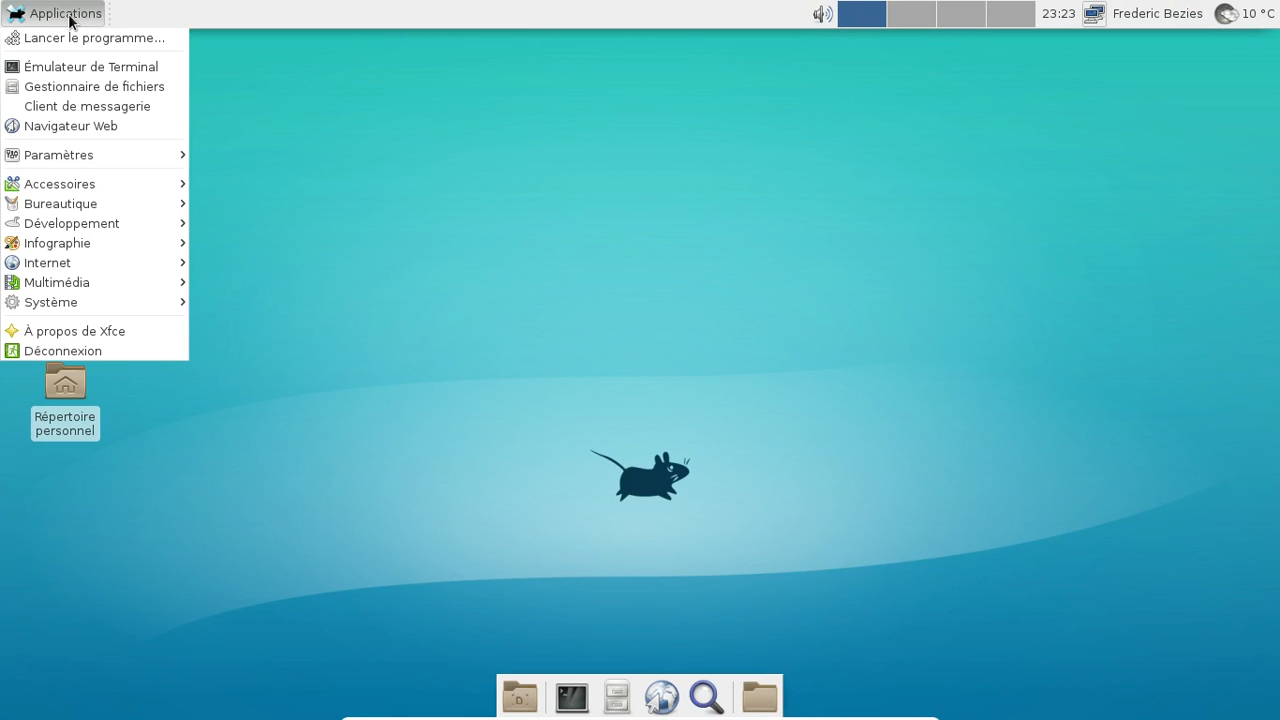 Applications
23:23
Frederic Bezies
10 °C
Lancer le programme...
Émulateur de Terminal
Gestionnaire de fichiers
Client de messagerie
Navigateur Web
Paramètres
Accessoires
Bureautique
Développement
Infographie
Internet
Multimédia
Système
À propos de Xfce
Déconnexion
Répertoire
personnel
D